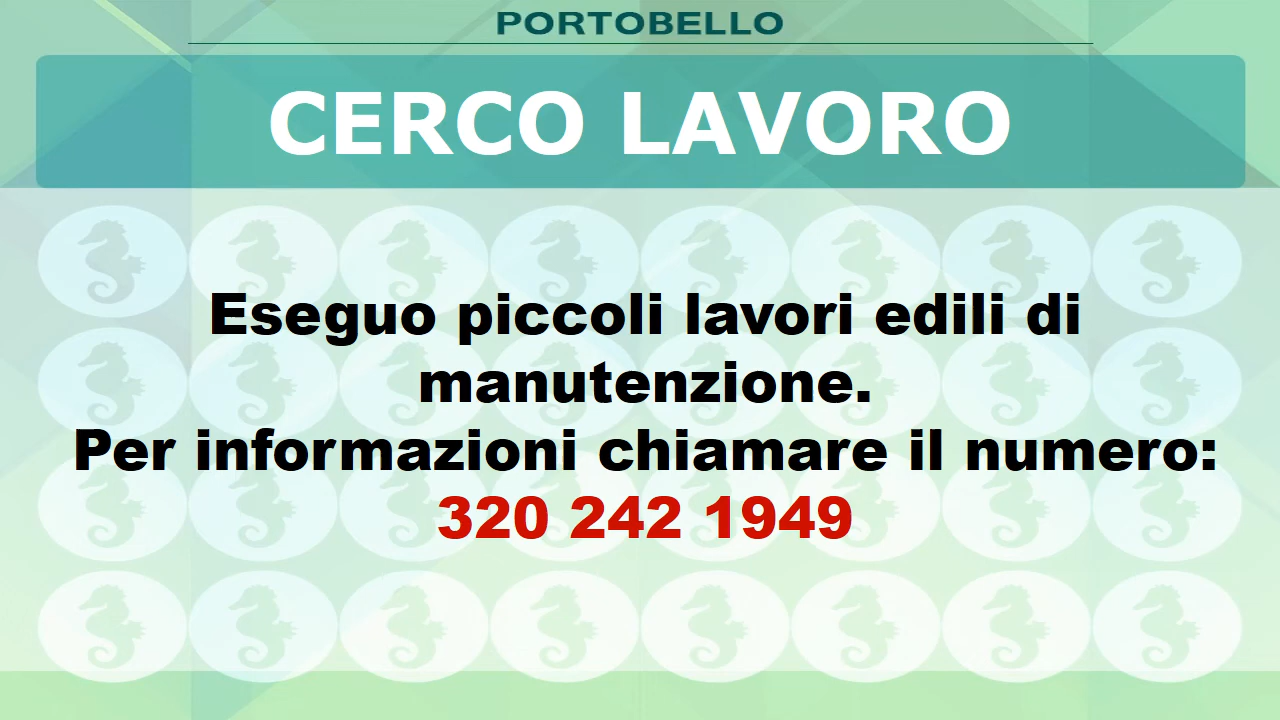 PORTOBELLO
CERCO LAVORO
Eseguo piccoli lavori edili di
manutenzione.
Per informazioni chiamare il numero:
320 242 1949